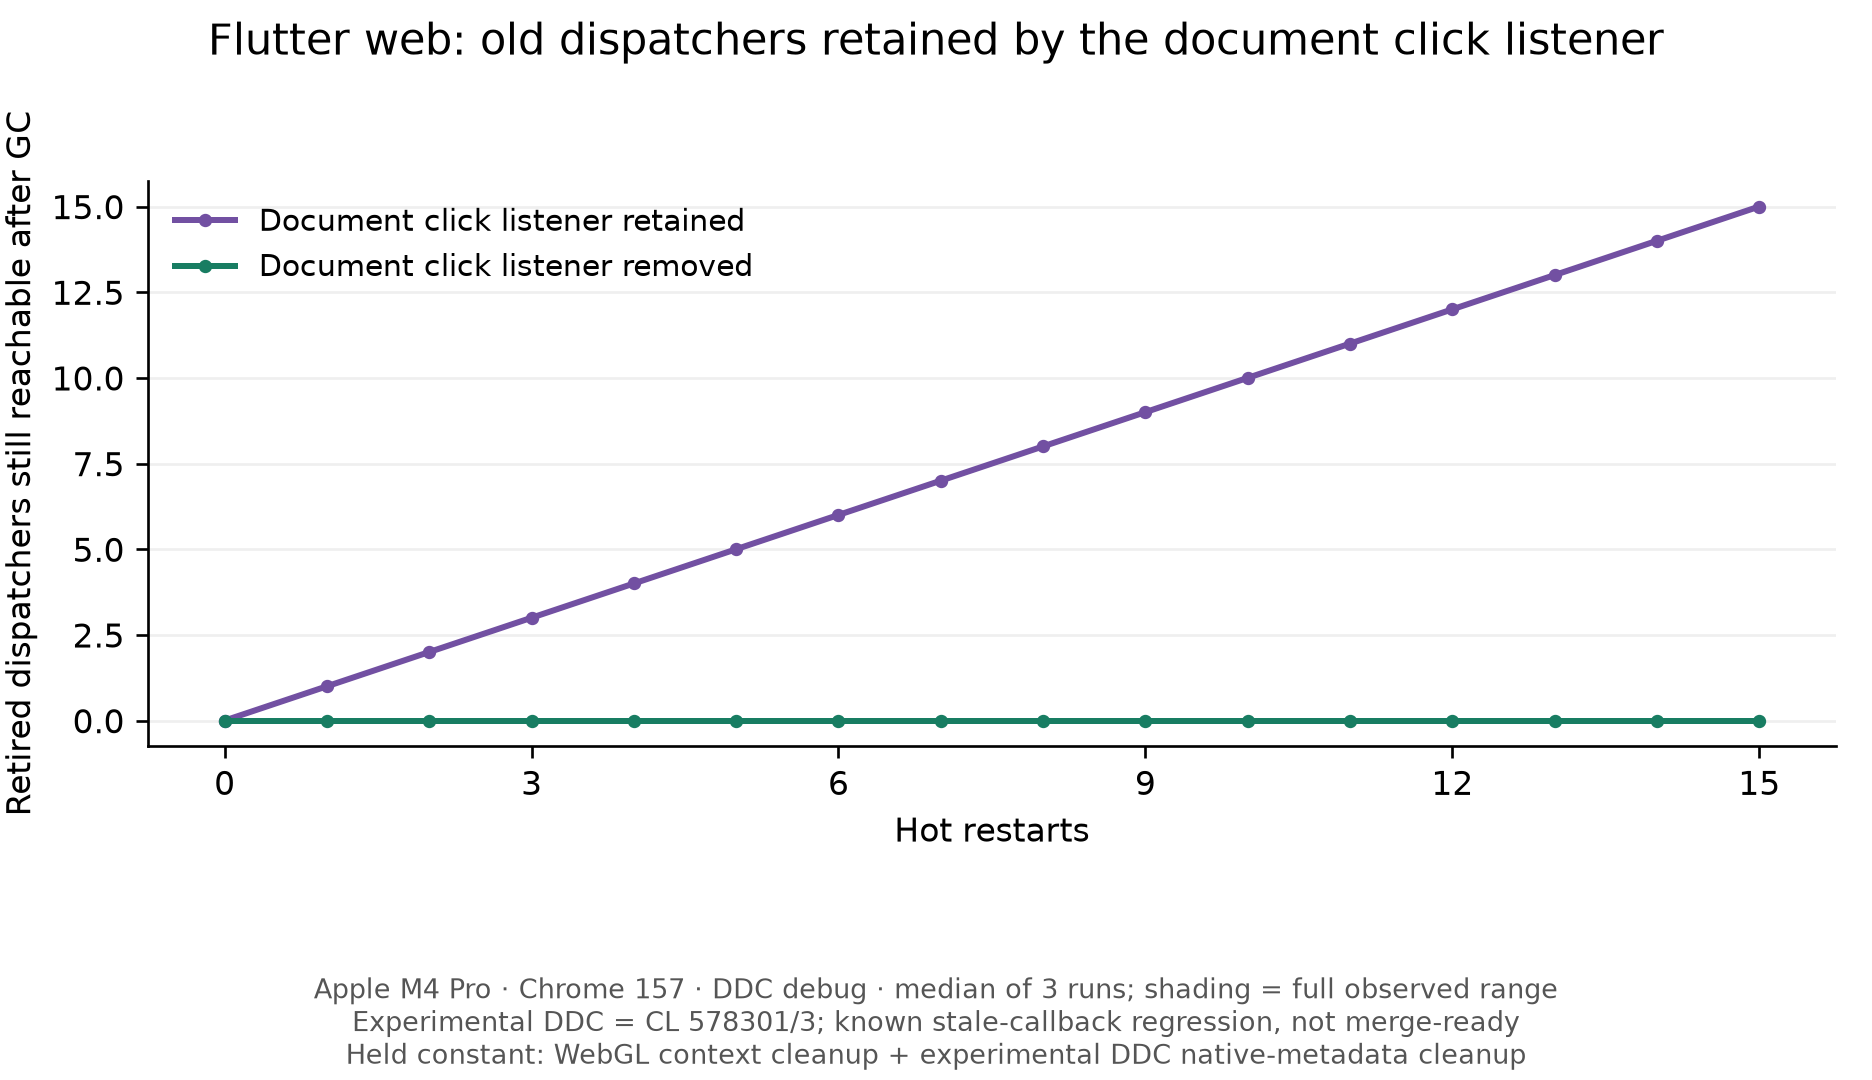 Flutter web: old dispatchers retained by the document click listener
Retired dispatchers still reachable after GC
15.0
12.5
10.0
7.5
5.0
2.5
0.0
Document click listener retained
Document click listener removed
0 3 6 9 12 15
Hot restarts
Apple M4 Pro · Chrome 157 · DDC debug · median of 3 runs; shading = full observed range
Experimental DDC = CL 578301/3; known stale-callback regression, not merge-ready
Held constant: WebGL context cleanup + experimental DDC native-metadata cleanup